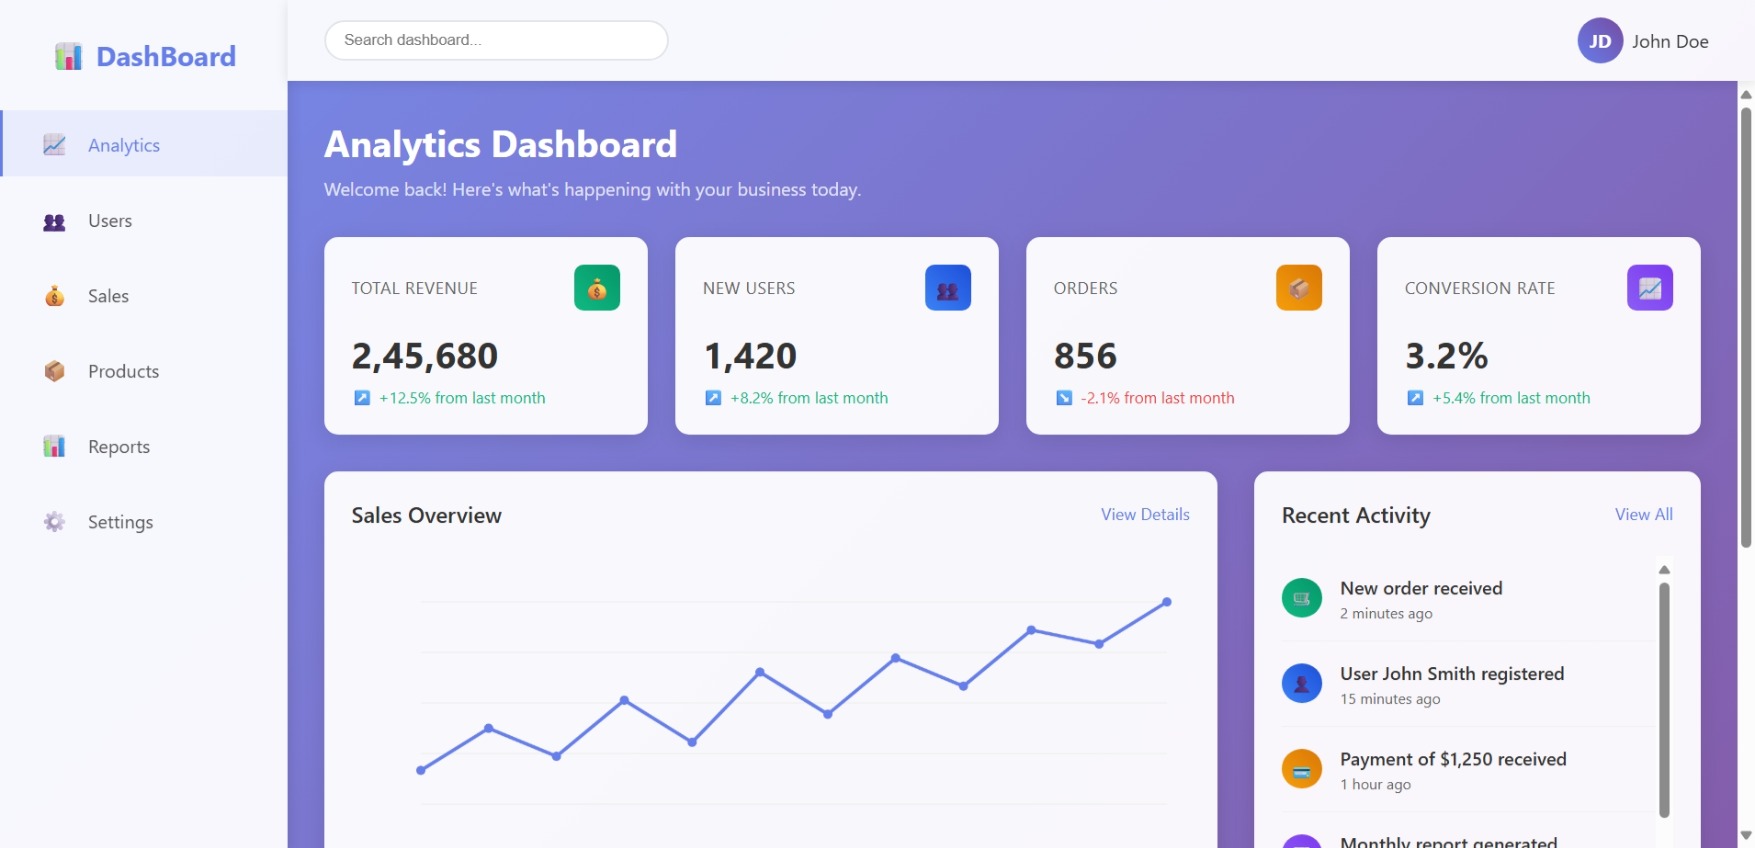 DashBoard
Search dashboard...
JD John Doe
Analytics
Users
Sales
Products
Reports
Settings
Analytics Dashboard
Welcome back! Here's what's happening with your business today.
TOTAL REVENUE
2,45,680
+12.5% from last month
NEW USERS
1,420
+8.2% from last month
ORDERS
856
-2.1% from last month
CONVERSION RATE
3.2%
+5.4% from last month
Sales Overview
View Details
Recent Activity
View All
New order received
2 minutes ago
User John Smith registered
15 minutes ago
Payment of $1,250 received
1 hour ago
Monthly report generated